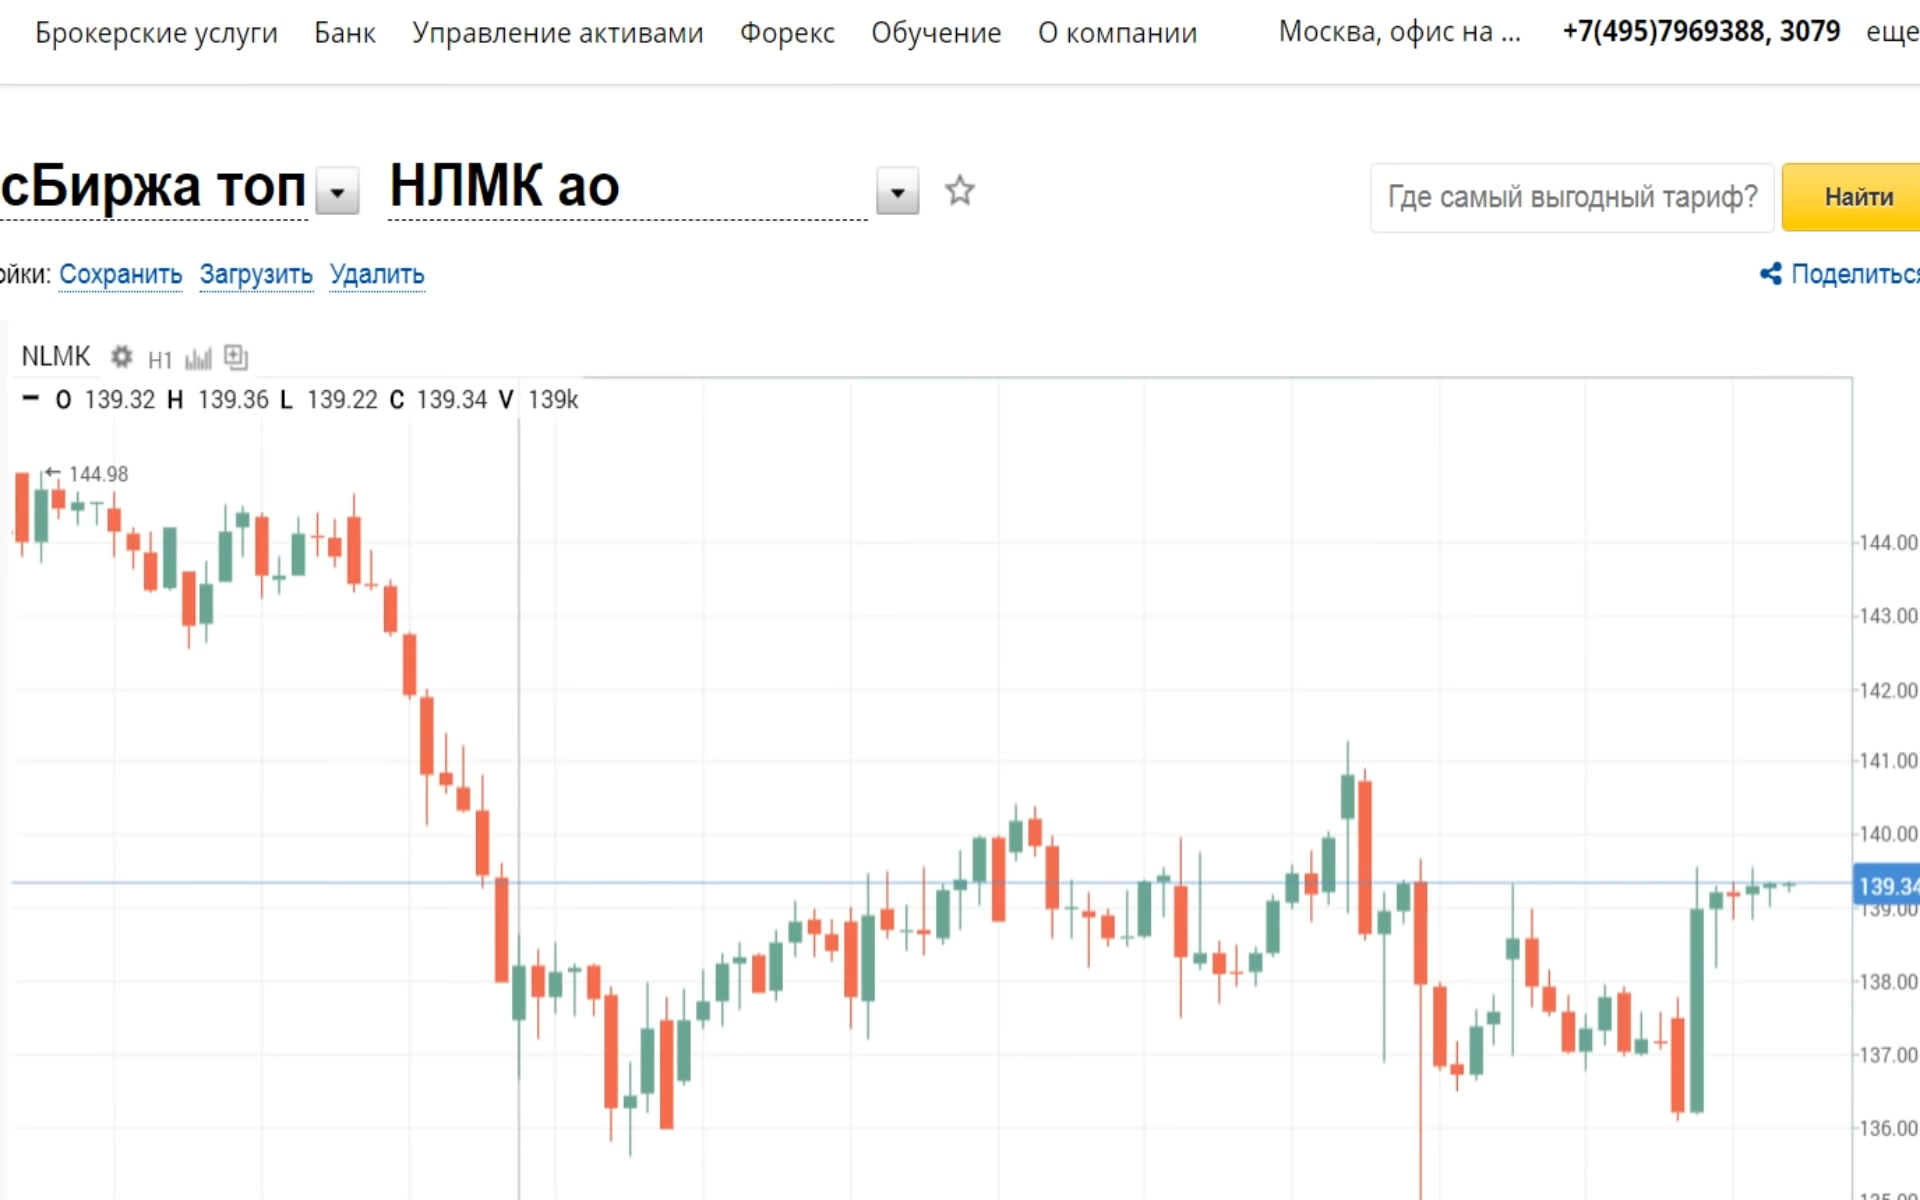 Брокерские услуги Банк Управление активами Форекс Обучение О компании Москва, офис на ... +7(495)7969388, 3079 еще
сБиржа топ НЛМК ао Где самый выгодный тариф? Найти
ойки: Сохранить Загрузить Удалить Поделиться
NLMK H1
O 139.32 H 139.36 L 139.22 C 139.34 V 139k
← 144.98
144.00
143.00
142.00
141.00
140.00
139.34
139.00
138.00
137.00
136.00